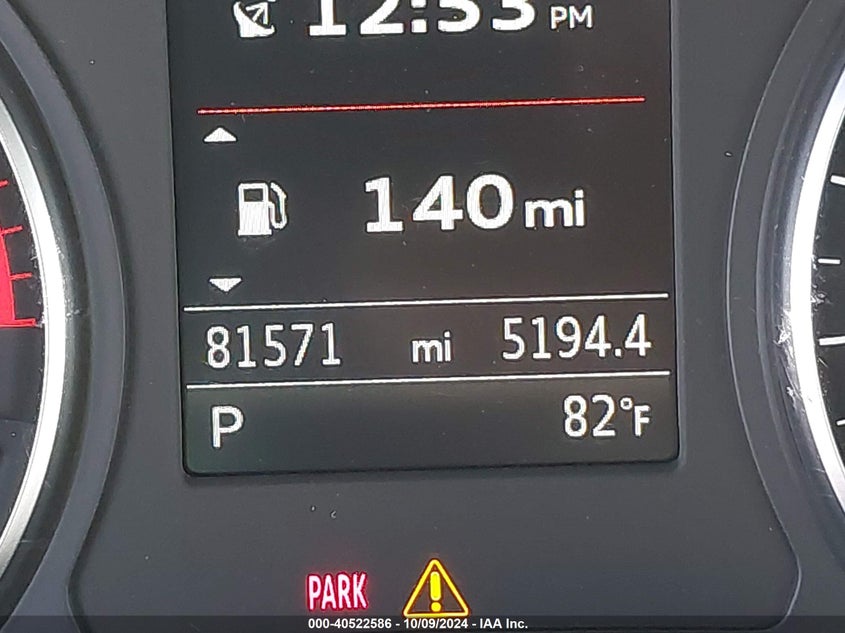 12:53 PM
140 mi
81571 mi 5194.4
P 82°F
PARK
000-40522586 - 10/09/2024 - IAA Inc.